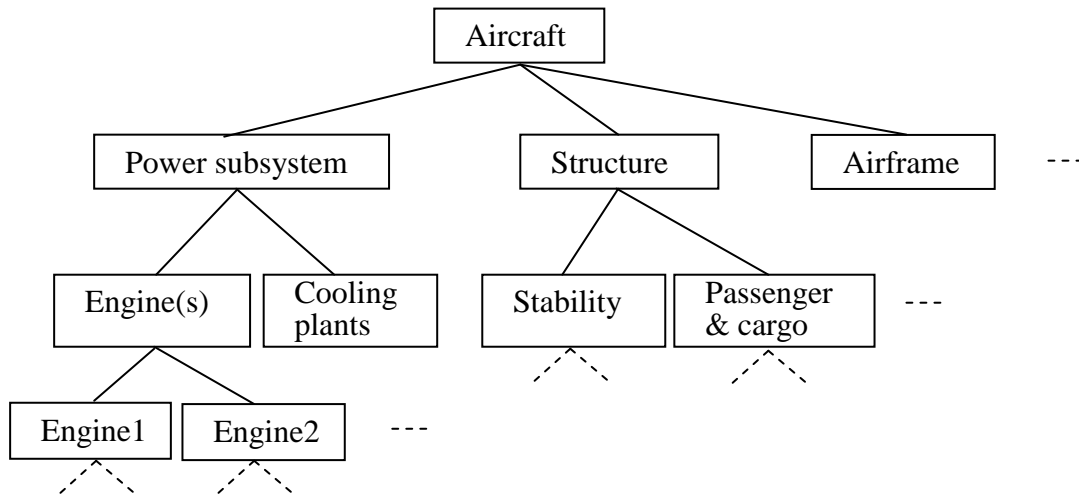 Aircraft
Power subsystem
Structure
Airframe
Engine(s)
Cooling
plants
Stability
Passenger
& cargo
Engine1
Engine2